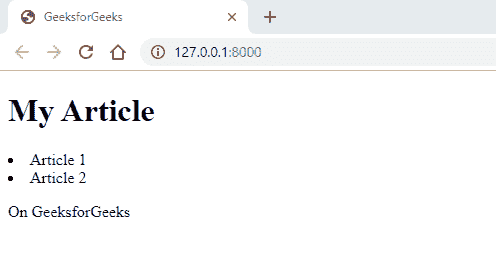 GeeksforGeeks
127.0.0.1:8000
My Article
Article 1
Article 2
On GeeksforGeeks